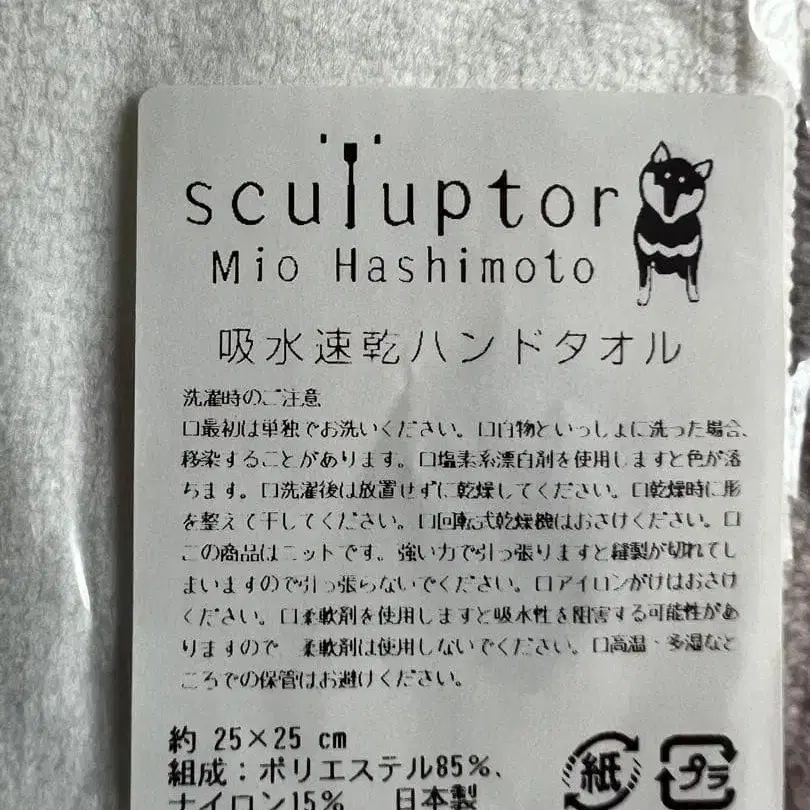 scultuptor
Mio Hashimoto
吸水速乾ハンドタオル
洗濯時のご注意
□最初は単独でお洗いください。□白物といっしょに洗った場合、
移染することがあります。□塩素系漂白剤を使用しますと色が落
ちます。□洗濯後は放置せずに乾燥してください。□乾燥時に形
を整えて干してください。□回転式乾燥機はおさけください。□
この商品はニットです。強い力で引っ張りますと縫製が切れてし
まいますので引っ張らないでください。□アイロンがけはおさけ
ください。□柔軟剤を使用しますと吸水性を阻害する可能性があ
りますので 柔軟剤は使用しないでください。□高温・多湿なと
ころでの保管はお避けください。
約 25×25 cm
組成：ポリエステル85%、
ナイロン15% 日本製
紙
プラ